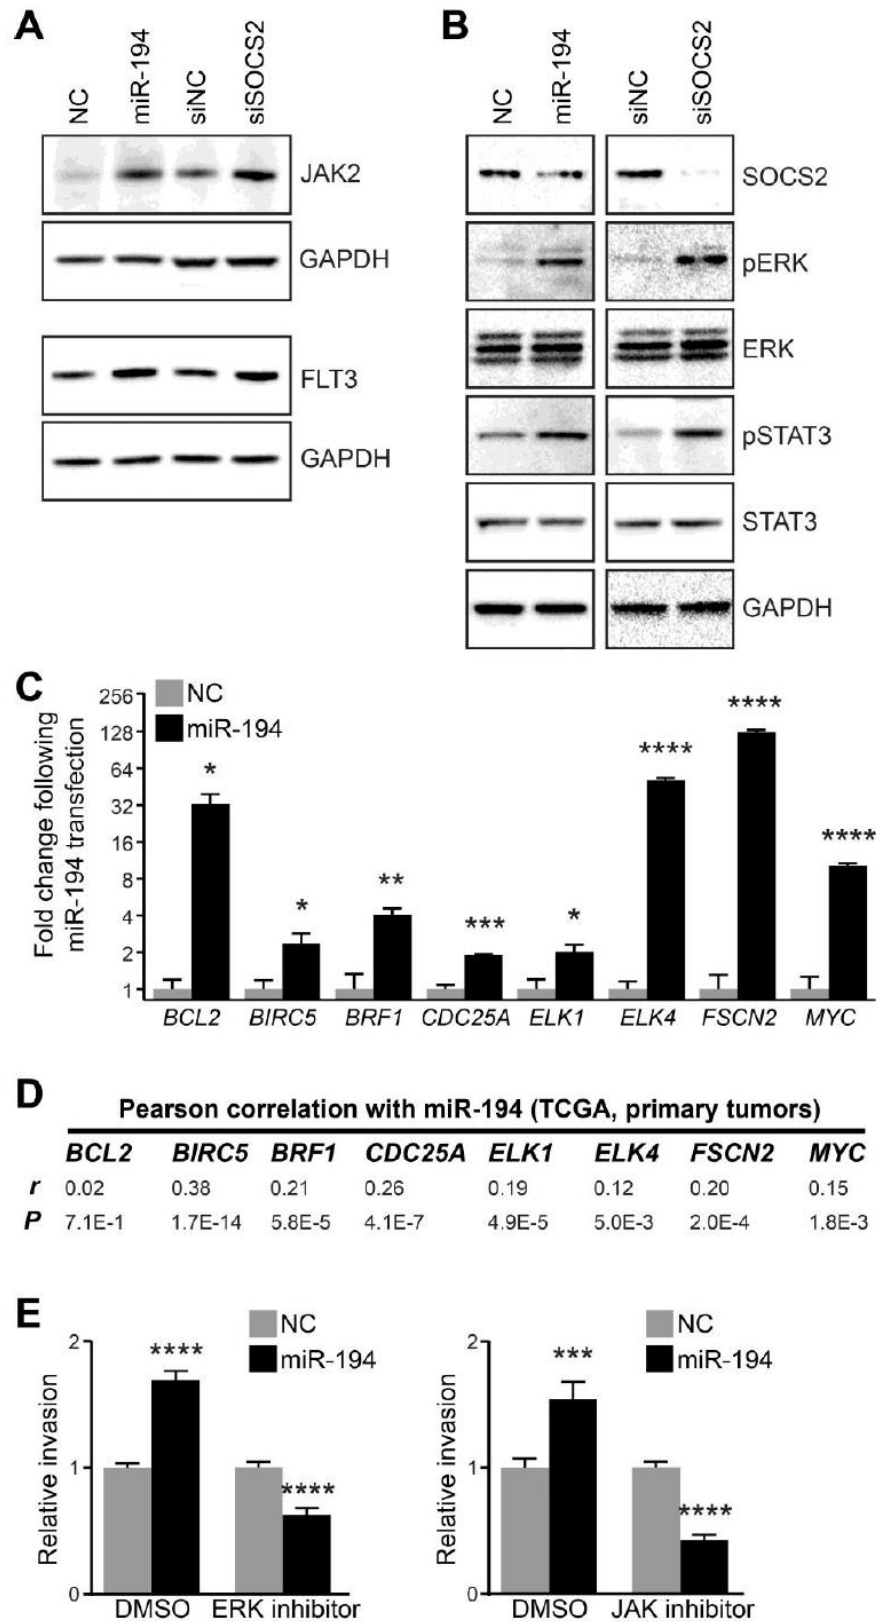 A
NC
miR-194
siNC
siSOCS2
JAK2
GAPDH
FLT3
GAPDH
B
NC
miR-194
siNC
siSOCS2
SOCS2
pERK
ERK
pSTAT3
STAT3
GAPDH
C
Fold change following
miR-194 transfection
256
128
64
32
16
8
4
2
1
NC
miR-194
*
*
**
***
*
****
****
****
BCL2 BIRC5 BRF1 CDC25A ELK1 ELK4 FSCN2 MYC
D
Pearson correlation with miR-194 (TCGA, primary tumors)
BCL2 BIRC5 BRF1 CDC25A ELK1 ELK4 FSCN2 MYC
r 0.02 0.38 0.21 0.26 0.19 0.12 0.20 0.15
P 7.1E-1 1.7E-14 5.8E-5 4.1E-7 4.9E-5 5.0E-3 2.0E-4 1.8E-3
E
Relative invasion
2
1
0
NC
miR-194
****
****
DMSO ERK inhibitor
Relative invasion
2
1
0
NC
miR-194
***
****
DMSO JAK inhibitor